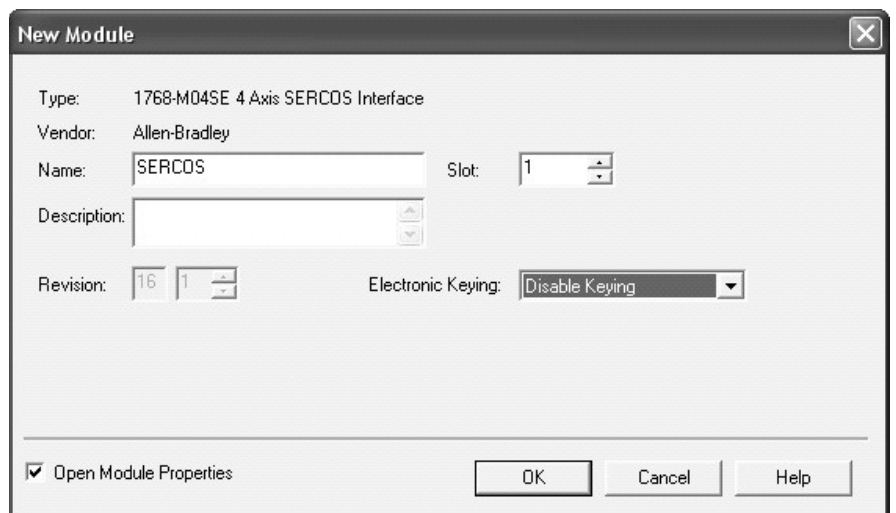 New Module
Type: 1768-M04SE 4 Axis SERCOS Interface
Vendor: Allen-Bradley
Name: SERCOS Slot: 1
Description:
Revision: 16 1 Electronic Keying: Disable Keying
Open Module Properties OK Cancel Help